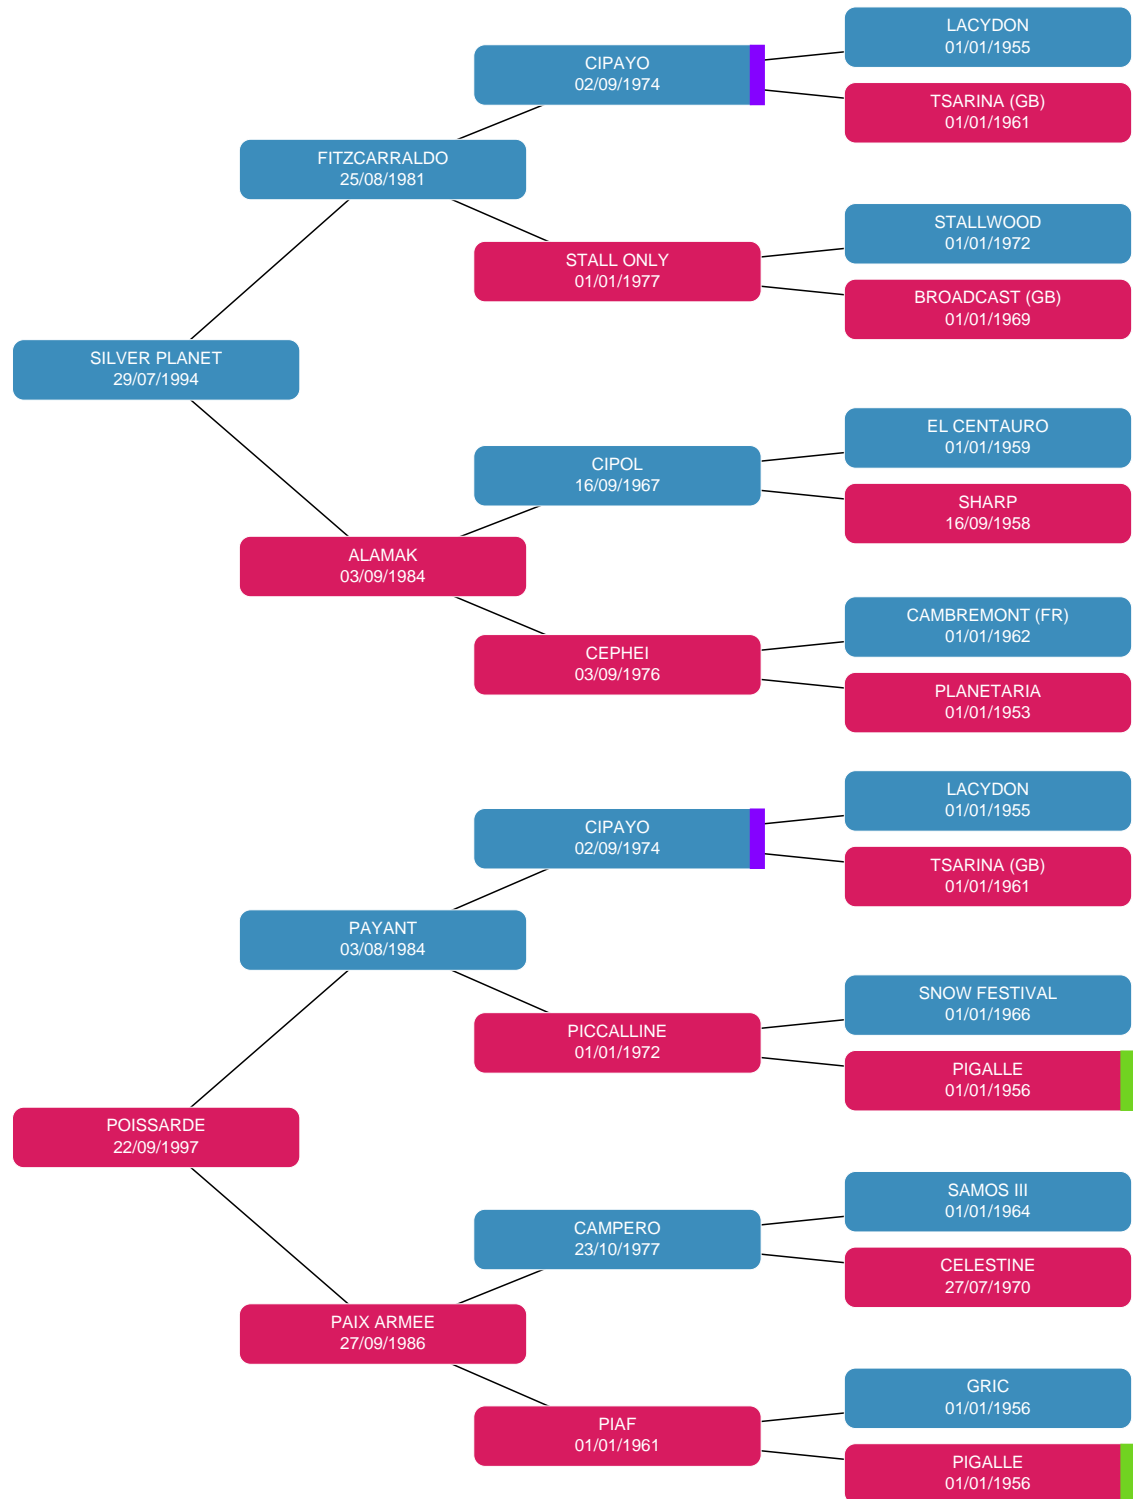 LACYDON
01/01/1955
CIPAYO
02/09/1974
TSARINA (GB)
01/01/1961
FITZCARRALDO
25/08/1981
STALLWOOD
01/01/1972
STALL ONLY
01/01/1977
BROADCAST (GB)
01/01/1969
SILVER PLANET
29/07/1994
EL CENTAURO
01/01/1959
CIPOL
16/09/1967
SHARP
16/09/1958
ALAMAK
03/09/1984
CAMBREMONT (FR)
01/01/1962
CEPHEI
03/09/1976
PLANETARIA
01/01/1953
LACYDON
01/01/1955
CIPAYO
02/09/1974
TSARINA (GB)
01/01/1961
PAYANT
03/08/1984
SNOW FESTIVAL
01/01/1966
PICCALLINE
01/01/1972
PIGALLE
01/01/1956
POISSARDE
22/09/1997
SAMOS III
01/01/1964
CAMPERO
23/10/1977
CELESTINE
27/07/1970
PAIX ARMEE
27/09/1986
GRIC
01/01/1956
PIAF
01/01/1961
PIGALLE
01/01/1956